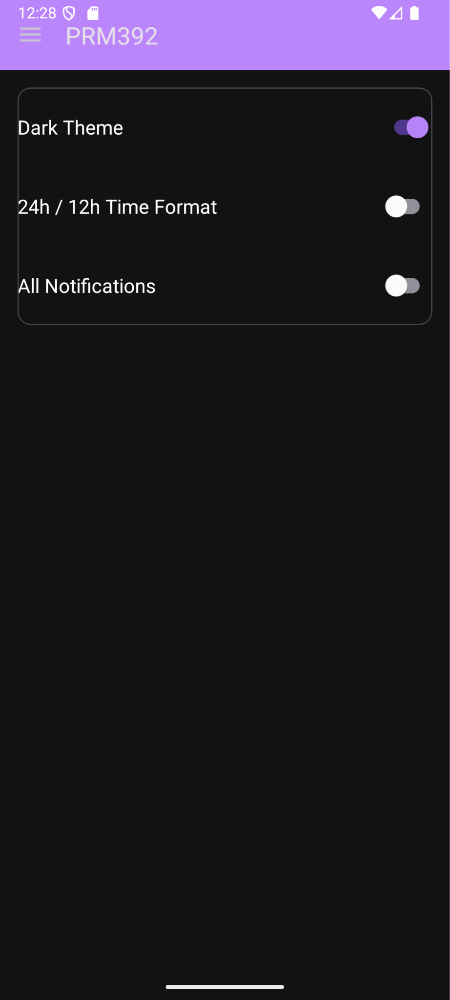 12:28
PRM392
Dark Theme
24h / 12h Time Format
All Notifications